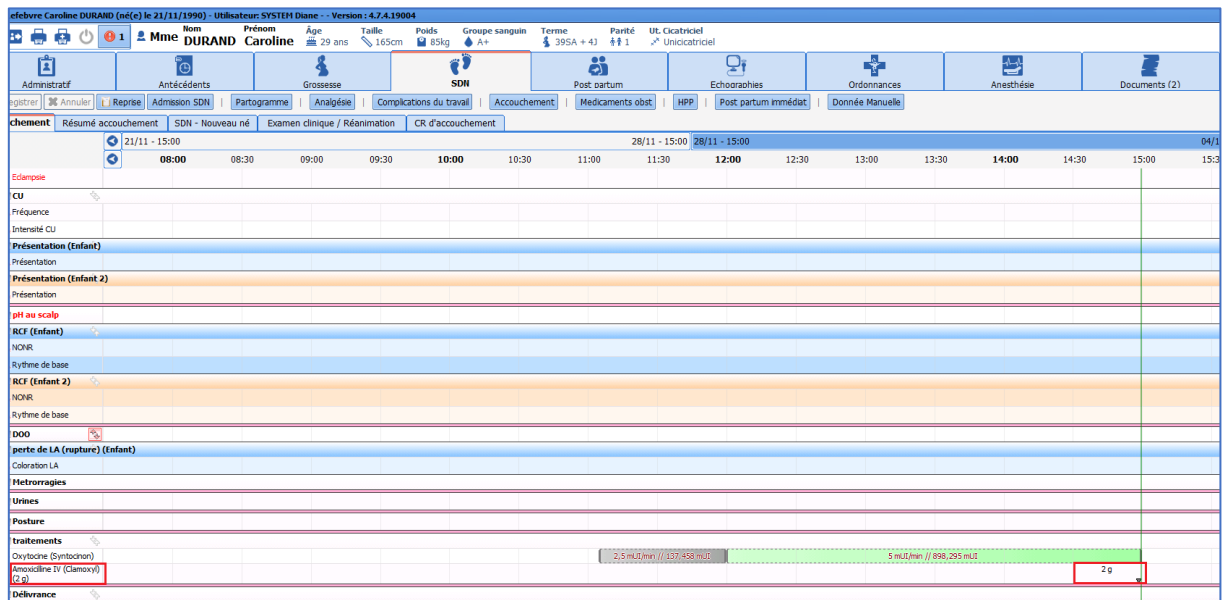 efebvre Caroline DURAND (né(e) le 21/11/1990) - Utilisateur: SYSTEM Diane - - Version : 4.7.4.19004
1 Mme Nom DURAND Prénom Caroline Âge 29 ans Taille 165cm Poids 85kg Groupe sanguin A+ Terme 39SA + 4J Parité 1 Ut. Cicatriciel Unicicatriciel
Administratif Antécédents Grossesse SDN Post partum Echographies Ordonnances Anesthésie Documents (2)
egistrer Annuler Reprise Admission SDN | Partogramme | Analgésie | Complications du travail | Accouchement | Medicaments obst | HPP | Post partum immédiat | Donnée Manuelle
chement Résumé accouchement SDN - Nouveau né Examen clinique / Réanimation CR d'accouchement
21/11 - 15:00 28/11 - 15:00 28/11 - 15:00 04/1
08:00 08:30 09:00 09:30 10:00 10:30 11:00 11:30 12:00 12:30 13:00 13:30 14:00 14:30 15:00 15:3
Eclampsie
CU
Fréquence
Intensité CU
Présentation (Enfant)
Présentation
Présentation (Enfant 2)
Présentation
pH au scalp
RCF (Enfant)
NONR
Rythme de base
RCF (Enfant 2)
NONR
Rythme de base
DOO
perte de LA (rupture) (Enfant)
Coloration LA
Metrorragies
Urines
Posture
traitements
Oxytocine (Syntocinon) 2,5 mUI/min // 137,458 mUI 5 mUI/min // 898,295 mUI
Amoxicilline IV (Clamoxyl) 2 g
(2 g)
Délivrance